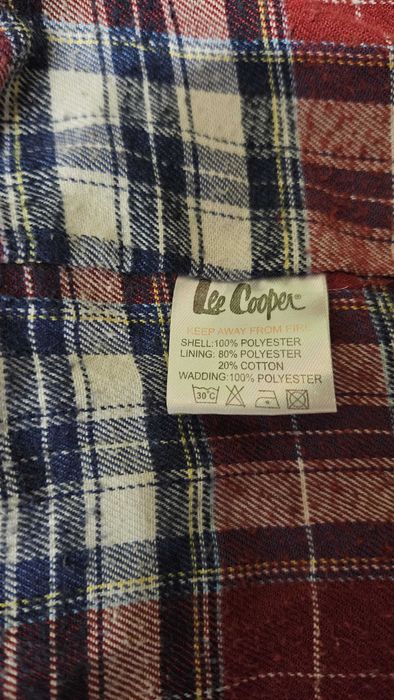 Lee Cooper®
KEEP AWAY FROM FIRE
SHELL:100% POLYESTER
LINING: 80% POLYESTER
20% COTTON
WADDING:100% POLYESTER
30°C